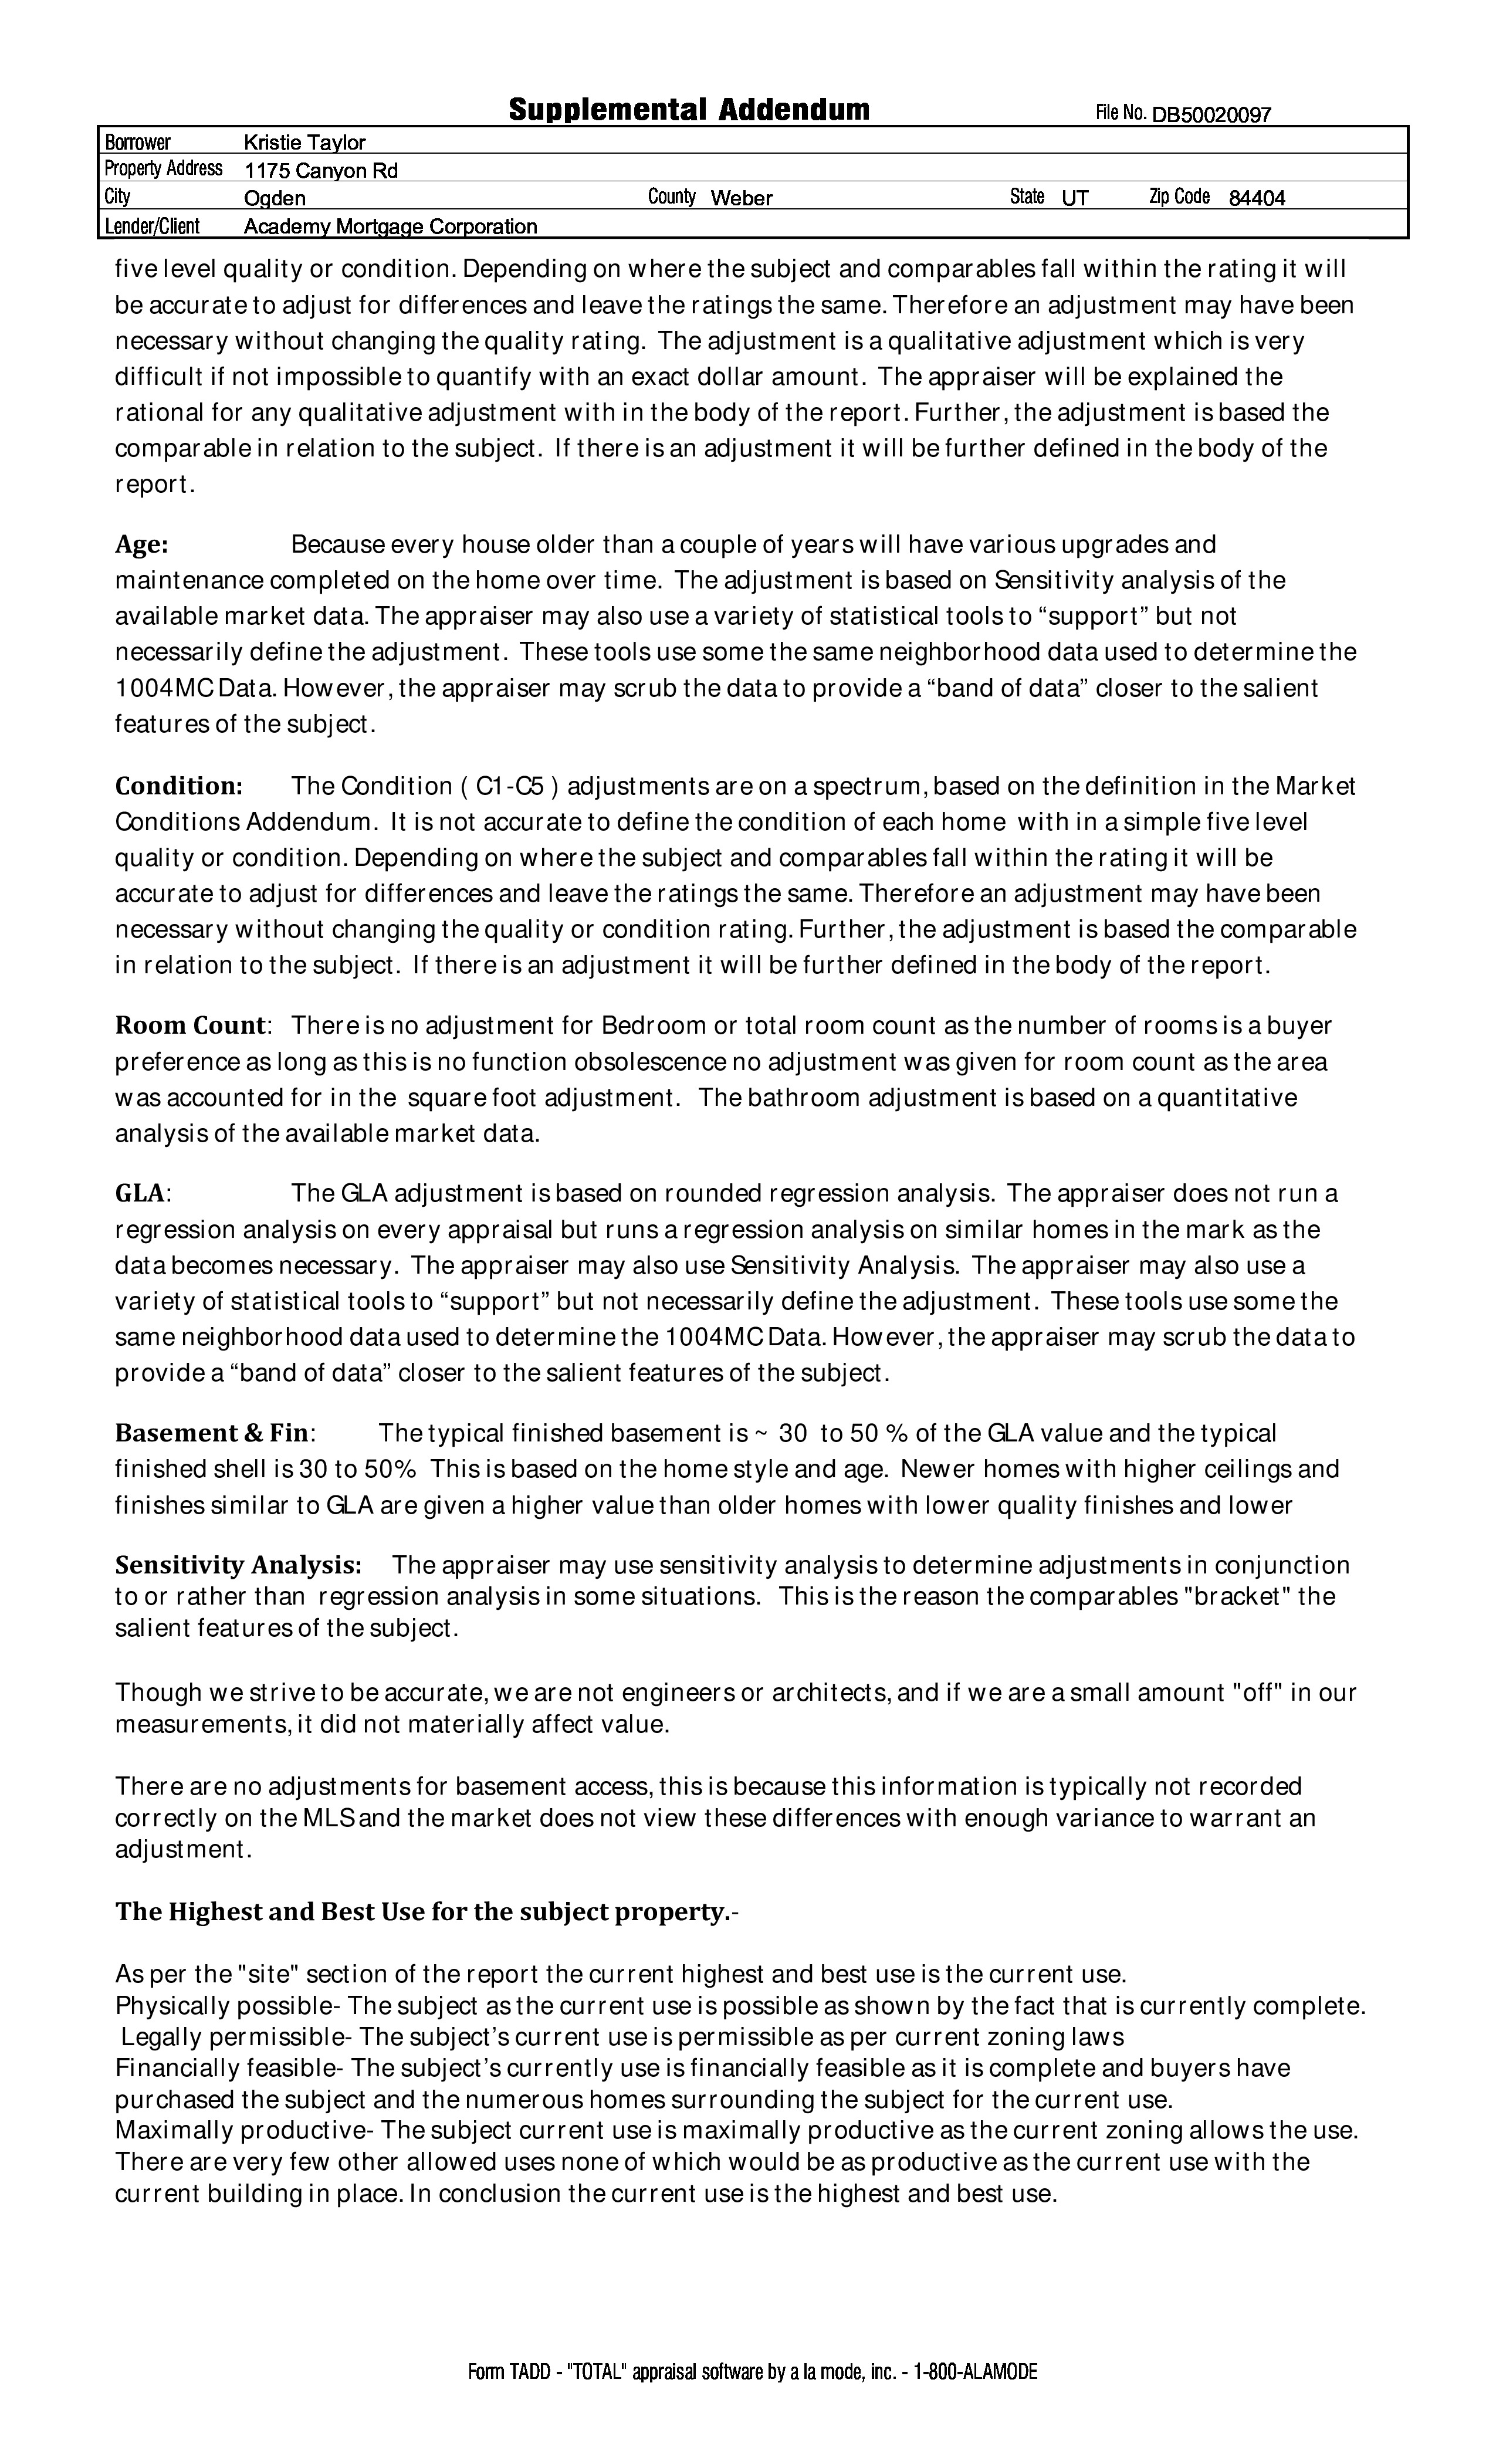 Supplemental Addendum File No. DB50020097
Borrower Kristie Taylor
Property Address 1175 Canyon Rd
City Ogden County Weber State UT Zip Code 84404
Lender/Client Academy Mortgage Corporation
five level quality or condition. Depending on where the subject and comparables fall within the rating it will
be accurate to adjust for differences and leave the ratings the same. Therefore an adjustment may have been
necessary without changing the quality rating. The adjustment is a qualitative adjustment which is very
difficult if not impossible to quantify with an exact dollar amount. The appraiser will be explained the
rational for any qualitative adjustment with in the body of the report. Further, the adjustment is based the
comparable in relation to the subject. If there is an adjustment it will be further defined in the body of the
report.
Age: Because every house older than a couple of years will have various upgrades and
maintenance completed on the home over time. The adjustment is based on Sensitivity analysis of the
available market data. The appraiser may also use a variety of statistical tools to “support” but not
necessarily define the adjustment. These tools use some the same neighborhood data used to determine the
1004MC Data. However, the appraiser may scrub the data to provide a “band of data” closer to the salient
features of the subject.
Condition: The Condition ( C1-C5 ) adjustments are on a spectrum, based on the definition in the Market
Conditions Addendum. It is not accurate to define the condition of each home with in a simple five level
quality or condition. Depending on where the subject and comparables fall within the rating it will be
accurate to adjust for differences and leave the ratings the same. Therefore an adjustment may have been
necessary without changing the quality or condition rating. Further, the adjustment is based the comparable
in relation to the subject. If there is an adjustment it will be further defined in the body of the report.
Room Count: There is no adjustment for Bedroom or total room count as the number of rooms is a buyer
preference as long as this is no function obsolescence no adjustment was given for room count as the area
was accounted for in the square foot adjustment. The bathroom adjustment is based on a quantitative
analysis of the available market data.
GLA: The GLA adjustment is based on rounded regression analysis. The appraiser does not run a
regression analysis on every appraisal but runs a regression analysis on similar homes in the mark as the
data becomes necessary. The appraiser may also use Sensitivity Analysis. The appraiser may also use a
variety of statistical tools to “support” but not necessarily define the adjustment. These tools use some the
same neighborhood data used to determine the 1004MC Data. However, the appraiser may scrub the data to
provide a “band of data” closer to the salient features of the subject.
Basement & Fin: The typical finished basement is ~ 30 to 50 % of the GLA value and the typical
finished shell is 30 to 50% This is based on the home style and age. Newer homes with higher ceilings and
finishes similar to GLA are given a higher value than older homes with lower quality finishes and lower
Sensitivity Analysis: The appraiser may use sensitivity analysis to determine adjustments in conjunction
to or rather than regression analysis in some situations. This is the reason the comparables "bracket" the
salient features of the subject.
Though we strive to be accurate, we are not engineers or architects, and if we are a small amount "off" in our
measurements, it did not materially affect value.
There are no adjustments for basement access, this is because this information is typically not recorded
correctly on the MLS and the market does not view these differences with enough variance to warrant an
adjustment.
The Highest and Best Use for the subject property.-
As per the "site" section of the report the current highest and best use is the current use.
Physically possible- The subject as the current use is possible as shown by the fact that is currently complete.
Legally permissible- The subject’s current use is permissible as per current zoning laws
Financially feasible- The subject’s currently use is financially feasible as it is complete and buyers have
purchased the subject and the numerous homes surrounding the subject for the current use.
Maximally productive- The subject current use is maximally productive as the current zoning allows the use.
There are very few other allowed uses none of which would be as productive as the current use with the
current building in place. In conclusion the current use is the highest and best use.
Form TADD - "TOTAL" appraisal software by a la mode, inc. - 1-800-ALAMODE